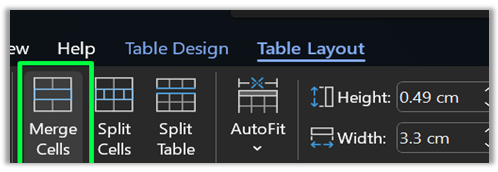 Help Table Design Table Layout
Merge Cells
Split Cells
Split Table
AutoFit
Height: 0.49 cm
Width: 3.3 cm